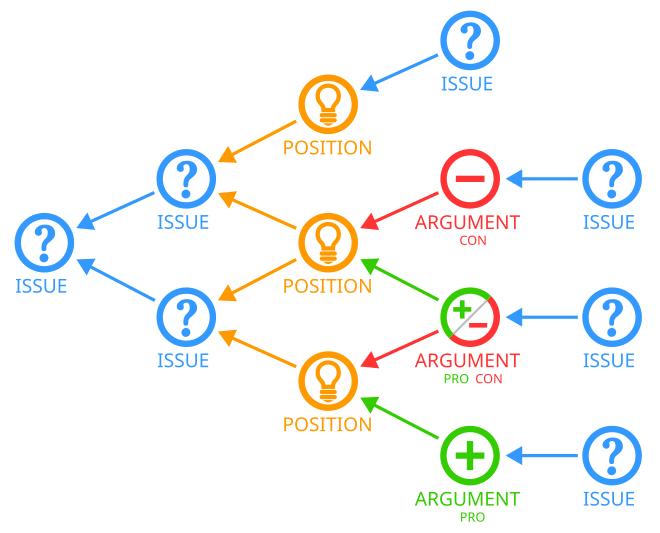 ISSUE
POSITION
ISSUE
ARGUMENT
CON
ISSUE
ISSUE
POSITION
ISSUE
ARGUMENT
PRO CON
ISSUE
POSITION
ARGUMENT
PRO
ISSUE